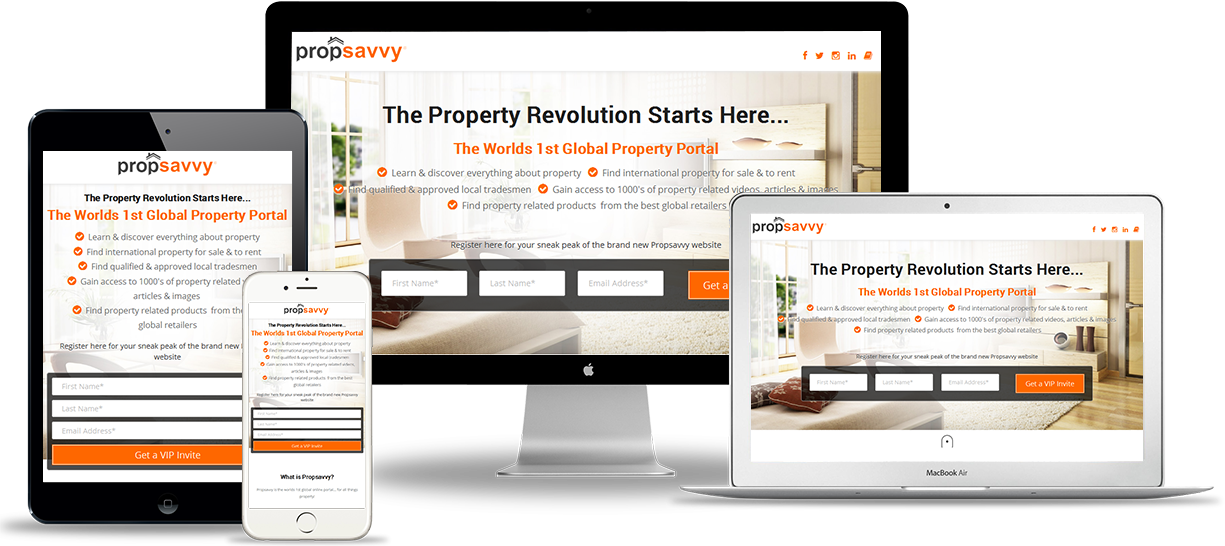 propsavvy
The Property Revolution Starts Here...
The Worlds 1st Global Property Portal
Learn & discover everything about property Find international property for sale & to rent
Find qualified & approved local tradesmen Gain access to 1000's of property related videos, articles & images
Find property related products from the best global retailers
Register here for your sneak peak of the brand new Propsavvy website
First Name*
Last Name*
Email Address*
Get a
propsavvy
The Property Revolution Starts Here...
The Worlds 1st Global Property Portal
Learn & discover everything about property
Find international property for sale & to rent
Find qualified & approved local tradesmen
Gain access to 1000's of property related
articles & images
Find property related products from the
global retailers
Register here for your sneak peak of the brand new
website
First Name*
Last Name*
Email Address*
Get a VIP Invite
propsavvy
The Property Revolution Starts Here...
The Worlds 1st Global Property Portal
Learn & discover everything about property
Find international property for sale & to rent
Find qualified & approved local tradesmen
Gain access to 1000's of property related videos,
articles & images
Find property related products from the best
global retailers
Register here for your sneak peak of the brand new Propsavvy
website
First Name*
Last Name*
Email Address*
Get a VIP Invite
What is Propsavvy?
Propsavvy is the worlds 1st global online portal... for all things
property!
propsavvy
The Property Revolution Starts Here...
The Worlds 1st Global Property Portal
Learn & discover everything about property Find international property for sale & to rent
Find qualified & approved local tradesmen Gain access to 1000's of property related videos, articles & images
Find property related products from the best global retailers
Register here for your sneak peak of the brand new Propsavvy website
First Name*
Last Name*
Email Address*
Get a VIP Invite
MacBook Air